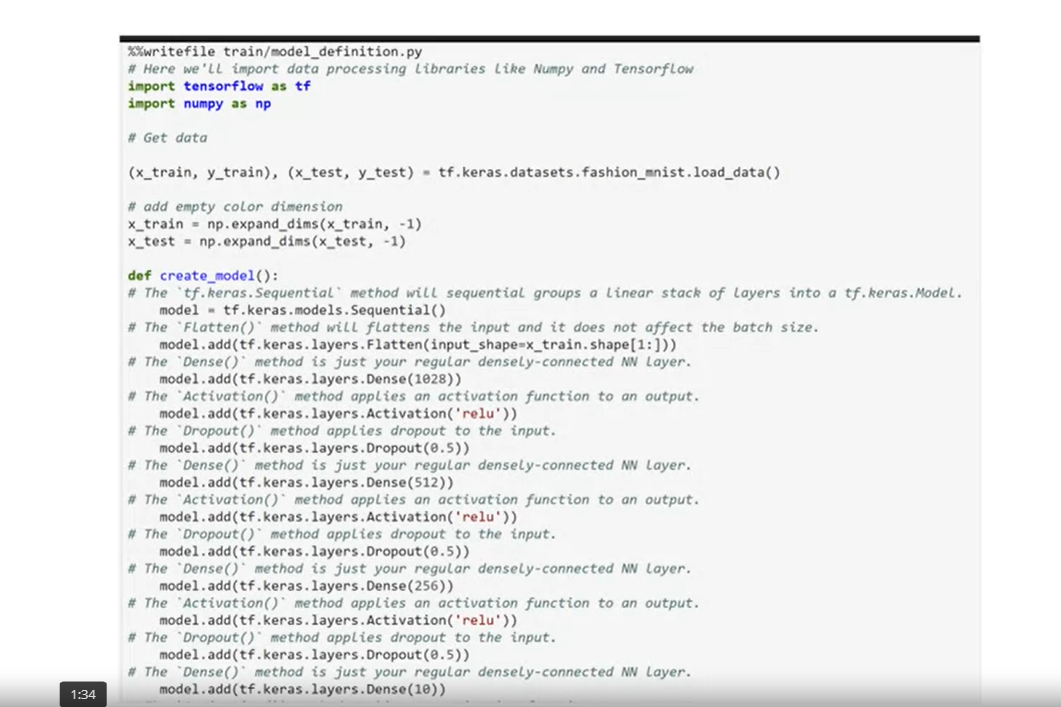 %%writefile train/model_definition.py
# Here we'll import data processing libraries like Numpy and Tensorflow
import tensorflow as tf
import numpy as np
# Get data
(x_train, y_train), (x_test, y_test) = tf.keras.datasets.fashion_mnist.load_data()
# add empty color dimension
x_train = np.expand_dims(x_train, -1)
x_test = np.expand_dims(x_test, -1)
def create_model():
# The `tf.keras.Sequential` method will sequential groups a linear stack of layers into a tf.keras.Model.
model = tf.keras.models.Sequential()
# The `Flatten()` method will flattens the input and it does not affect the batch size.
model.add(tf.keras.layers.Flatten(input_shape=x_train.shape[1:]))
# The `Dense()` method is just your regular densely-connected NN layer.
model.add(tf.keras.layers.Dense(1028))
# The `Activation()` method applies an activation function to an output.
model.add(tf.keras.layers.Activation('relu'))
# The `Dropout()` method applies dropout to the input.
model.add(tf.keras.layers.Dropout(0.5))
# The `Dense()` method is just your regular densely-connected NN layer.
model.add(tf.keras.layers.Dense(512))
# The `Activation()` method applies an activation function to an output.
model.add(tf.keras.layers.Activation('relu'))
# The `Dropout()` method applies dropout to the input.
model.add(tf.keras.layers.Dropout(0.5))
# The `Dense()` method is just your regular densely-connected NN layer.
model.add(tf.keras.layers.Dense(256))
# The `Activation()` method applies an activation function to an output.
model.add(tf.keras.layers.Activation('relu'))
# The `Dropout()` method applies dropout to the input.
model.add(tf.keras.layers.Dropout(0.5))
# The `Dense()` method is just your regular densely-connected NN layer.
model.add(tf.keras.layers.Dense(10))
1:34